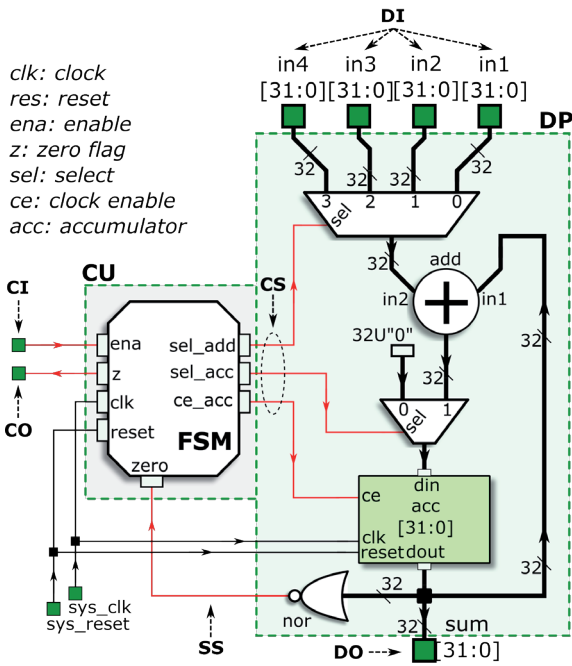 DI
in4 in3 in2 in1
[31:0] [31:0] [31:0] [31:0]
clk: clock
res: reset
ena: enable
z: zero flag
sel: select
ce: clock enable
acc: accumulator
DP
32 32 32 32
3 2 1 0
sel
32 add
in2 in1
CU
CI
CS
ena sel_add
z sel_acc
clk ce_acc
reset FSM
zero
CO
32U"0"
32
32
0 1
sel
din
ce acc
[31:0]
clk
reset dout
32
32
nor
sys_clk
sys_reset
SS
32 sum
DO [31:0]